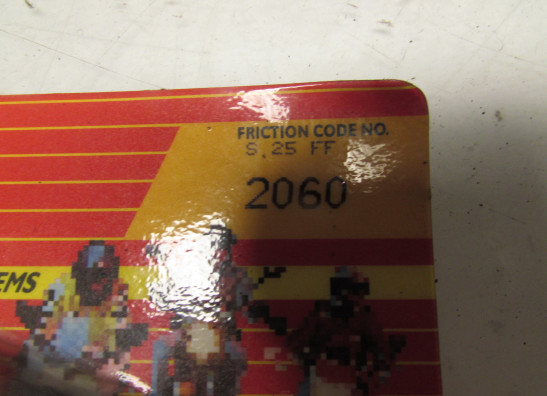 FRICTION CODE NO.
S.25 FF
2060
EMS